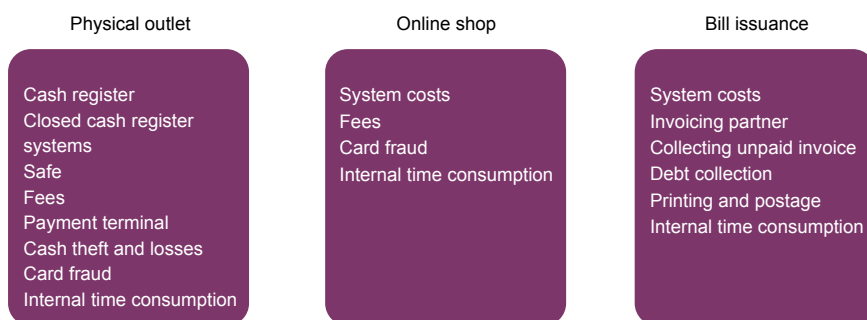 Physical outlet
Cash register
Closed cash register
systems
Safe
Fees
Payment terminal
Cash theft and losses
Card fraud
Internal time consumption
Online shop
System costs
Fees
Card fraud
Internal time consumption
Bill issuance
System costs
Invoicing partner
Collecting unpaid invoice
Debt collection
Printing and postage
Internal time consumption